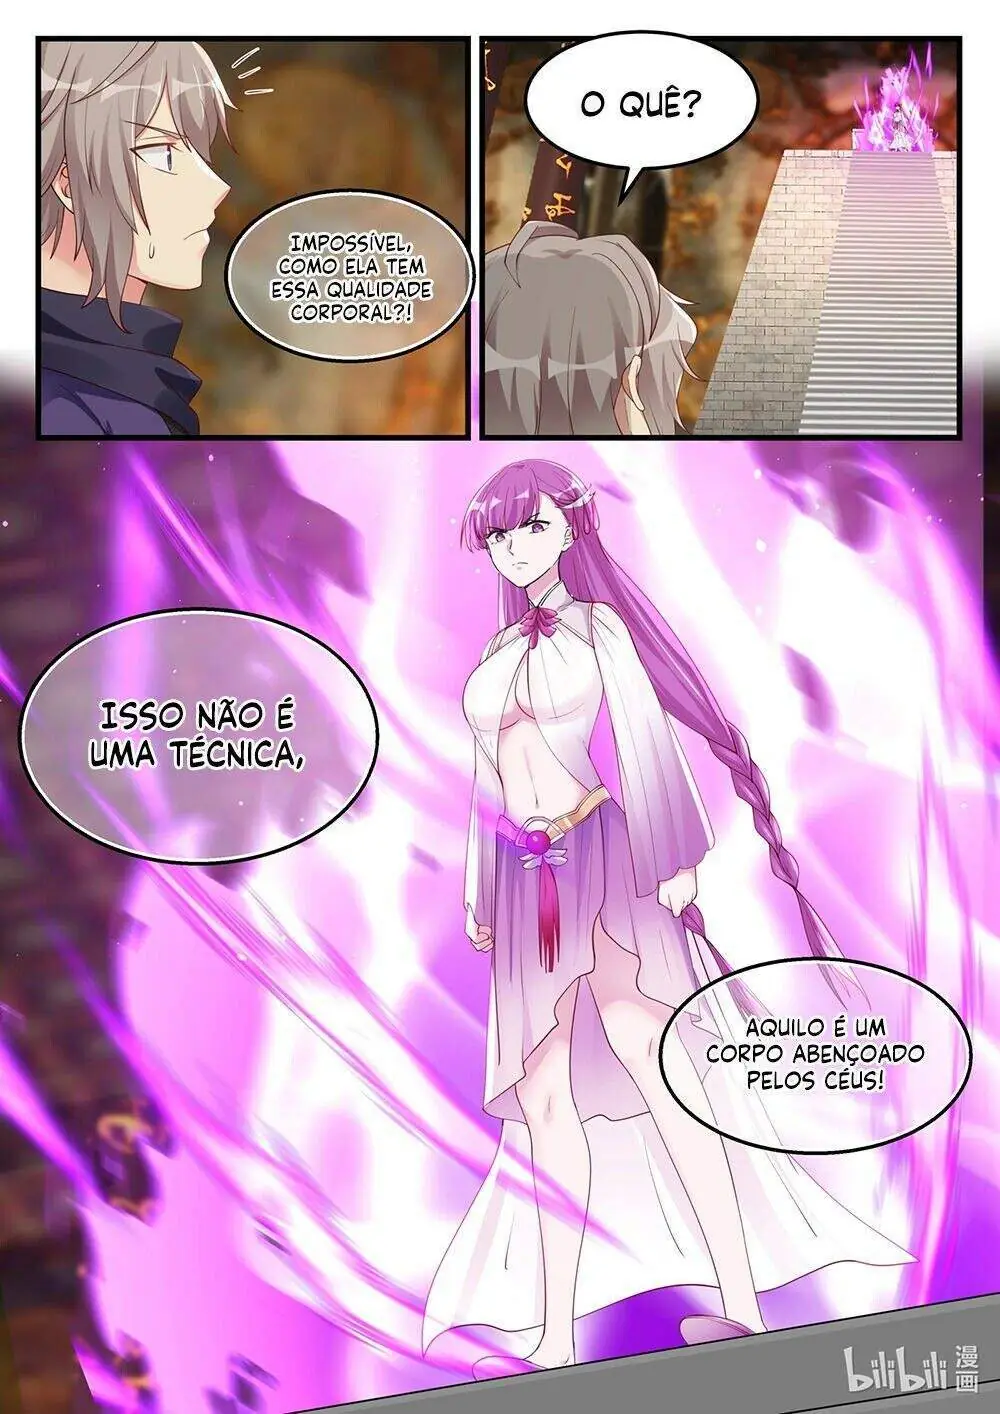 IMPOSSÍVEL,
COMO ELA TEM
ESSA QUALIDADE
CORPORAL?!
O QUÊ?
ISSO NÃO É
UMA TÉCNICA,
AQUILO É UM
CORPO ABENÇOADO
PELOS CÉUS!
bilibili 漫画